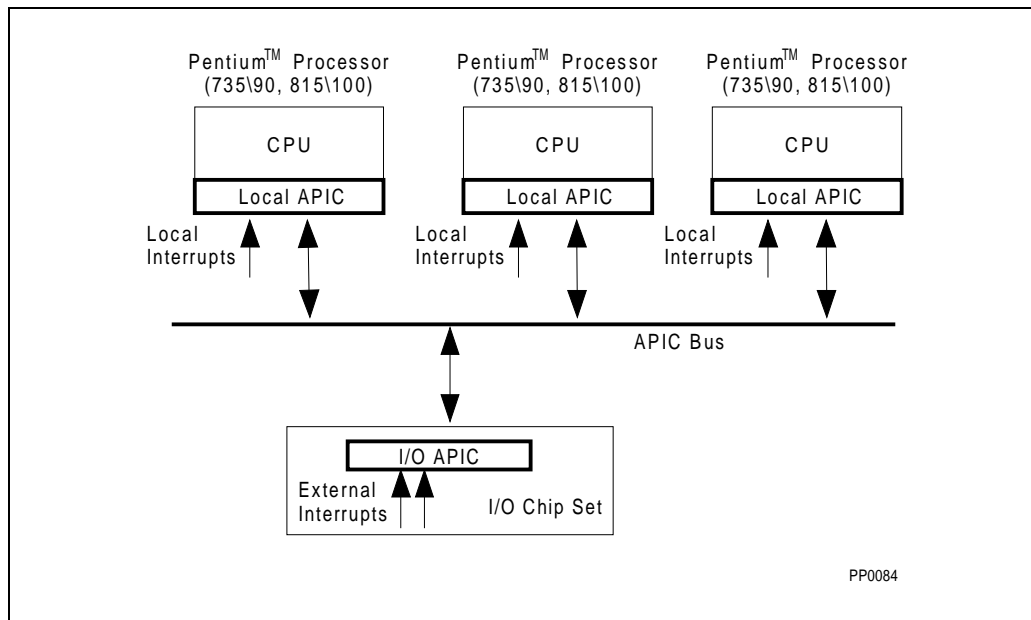 Pentium™ Processor
(735\90, 815\100)
Pentium™ Processor
(735\90, 815\100)
Pentium™ Processor
(735\90, 815\100)
CPU
CPU
CPU
Local APIC
Local APIC
Local APIC
Local
Interrupts
Local
Interrupts
Local
Interrupts
APIC Bus
I/O APIC
External
Interrupts
I/O Chip Set
PP0084